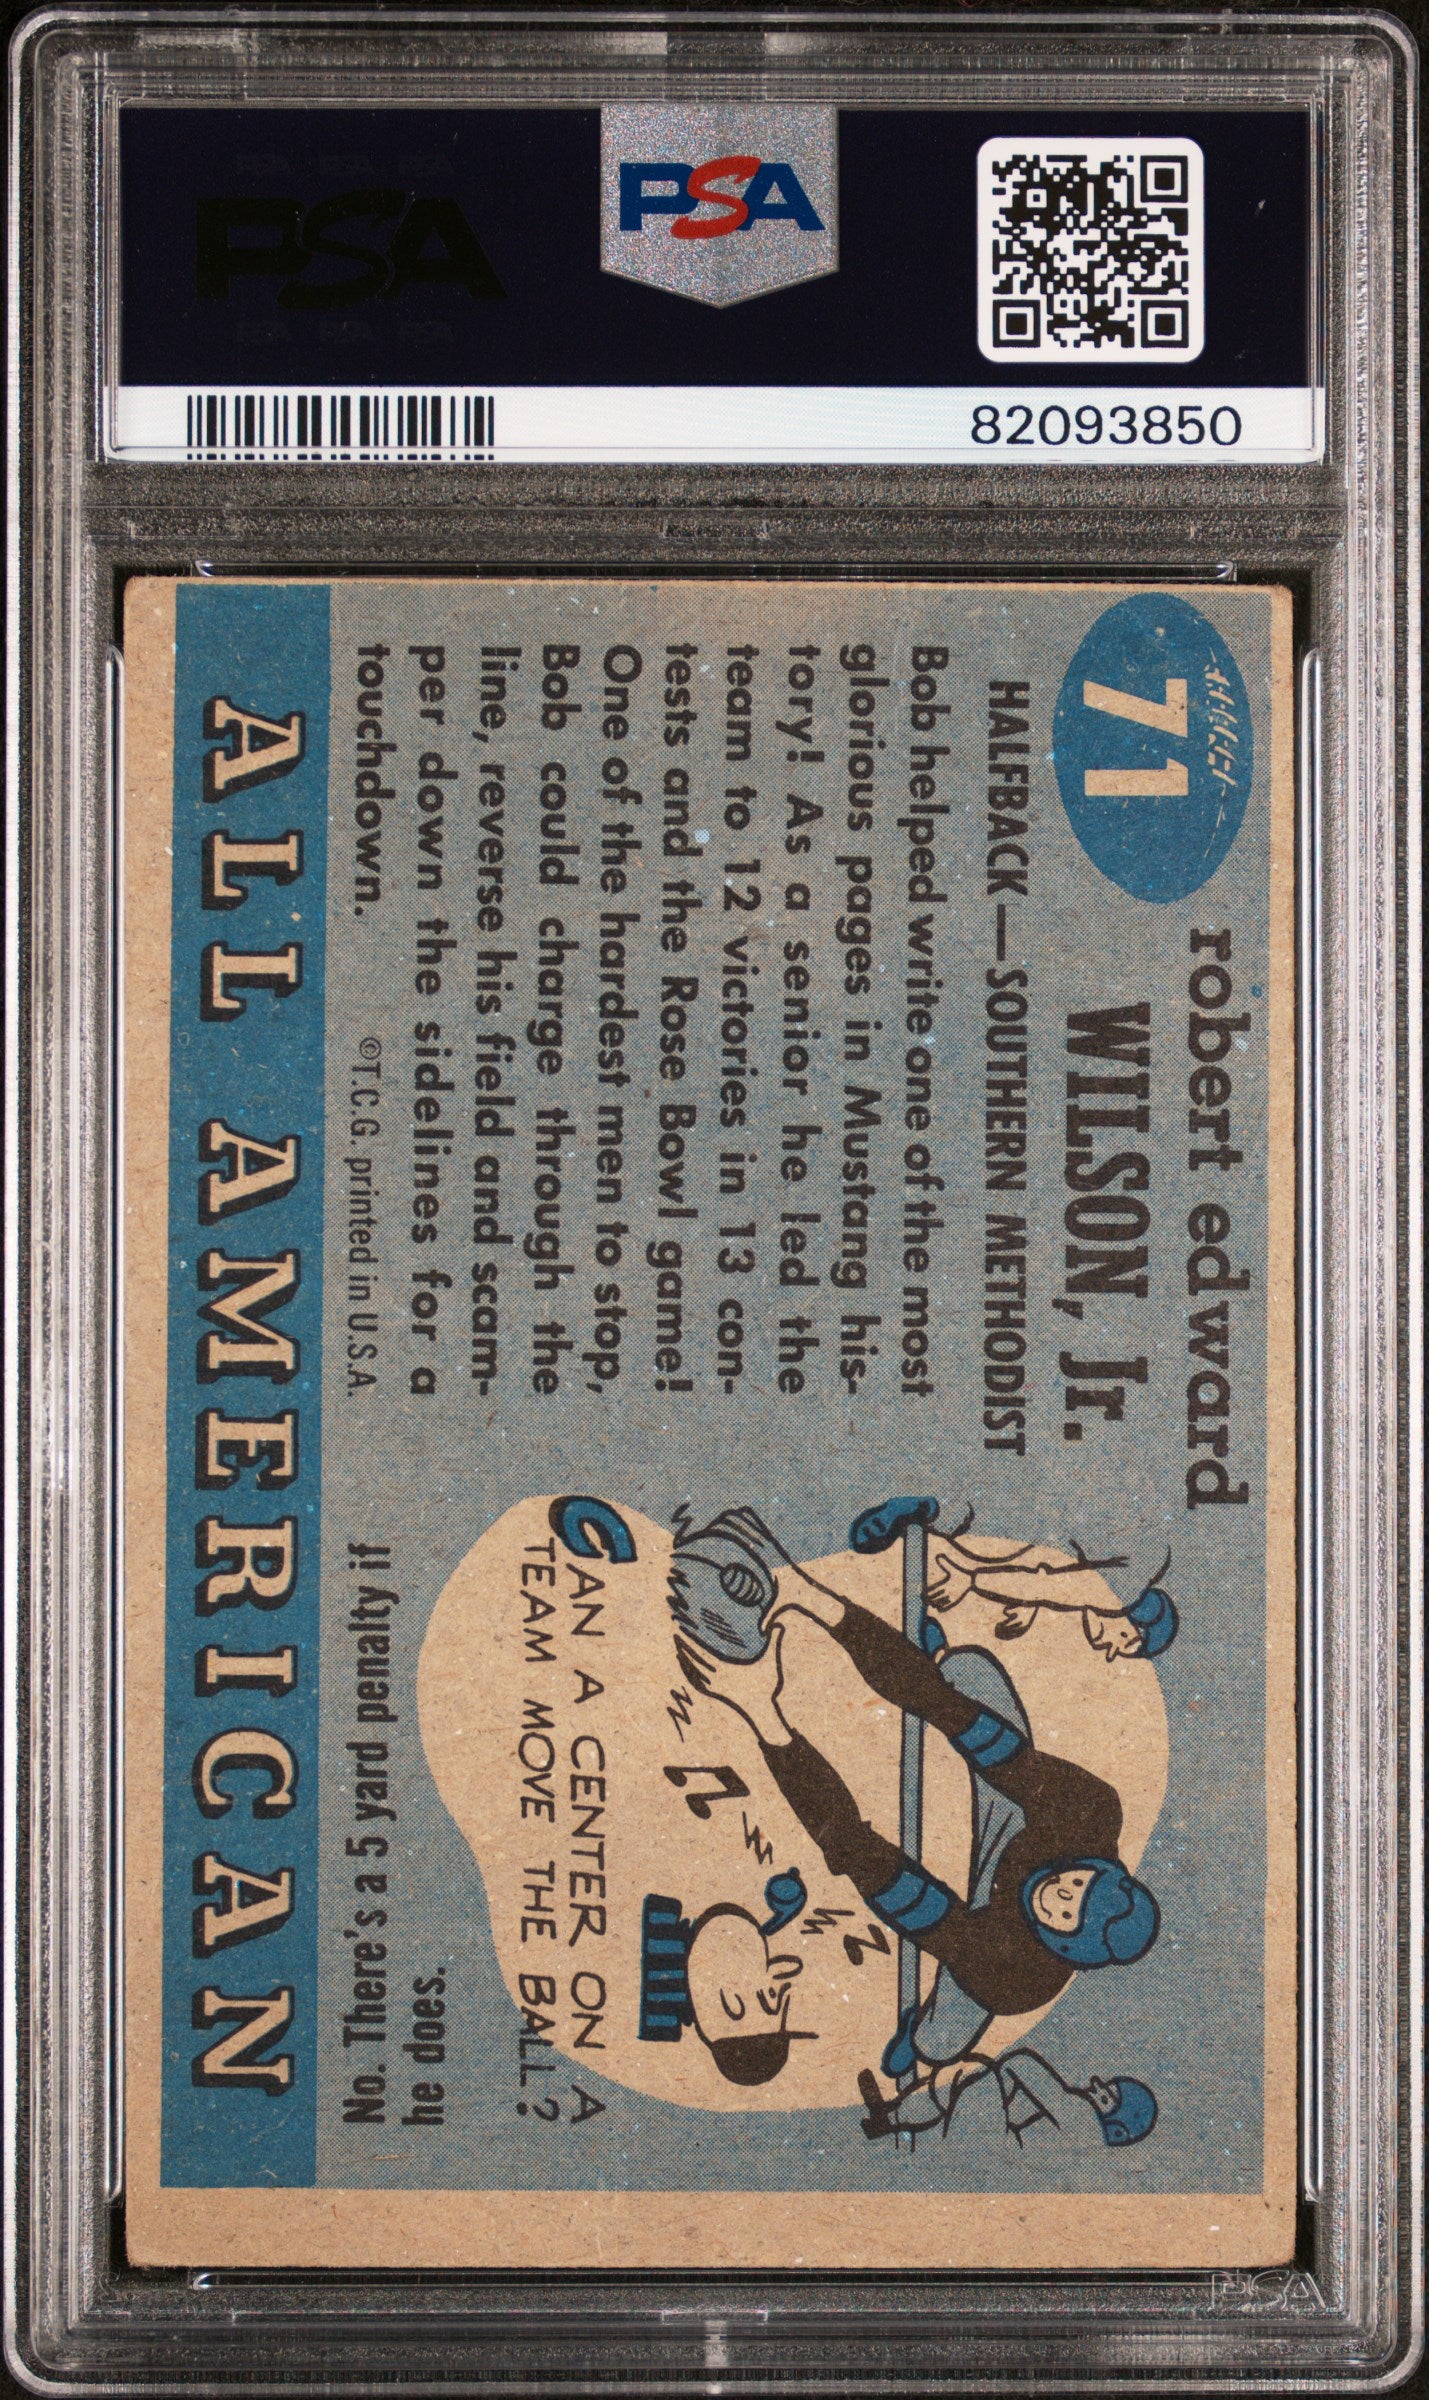 PSA
PSA
82093850
71
robert edward
WILSON, Jr.
HALFBACK—SOUTHERN METHODIST
Bob helped write one of the most
glorious pages in Mustang his-
tory! As a senior he led the
team to 12 victories in 13 con-
tests and the Rose Bowl game!
One of the hardest men to stop,
Bob could charge through the
line, reverse his field and scam-
per down the sidelines for a
touchdown.
©T.C.G. printed in U.S.A.
CAN A CENTER ON A
TEAM MOVE THE BALL?
No. There's a 5 yard penalty if
he does.
ALL AMERICAN
PSA